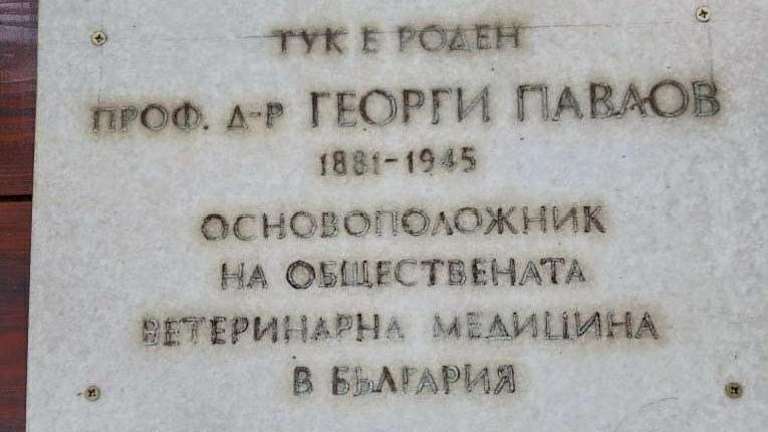 ТУК Е РОДЕН
ПРОФ. Д-Р ГЕОРГИ ПАВЛОВ
1881-1945
ОСНОВОПОЛОЖНИК
НА ОБЩЕСТВЕНАТА
ВЕТЕРИНАРНА МЕДИЦИНА
В БЪЛГАРИЯ